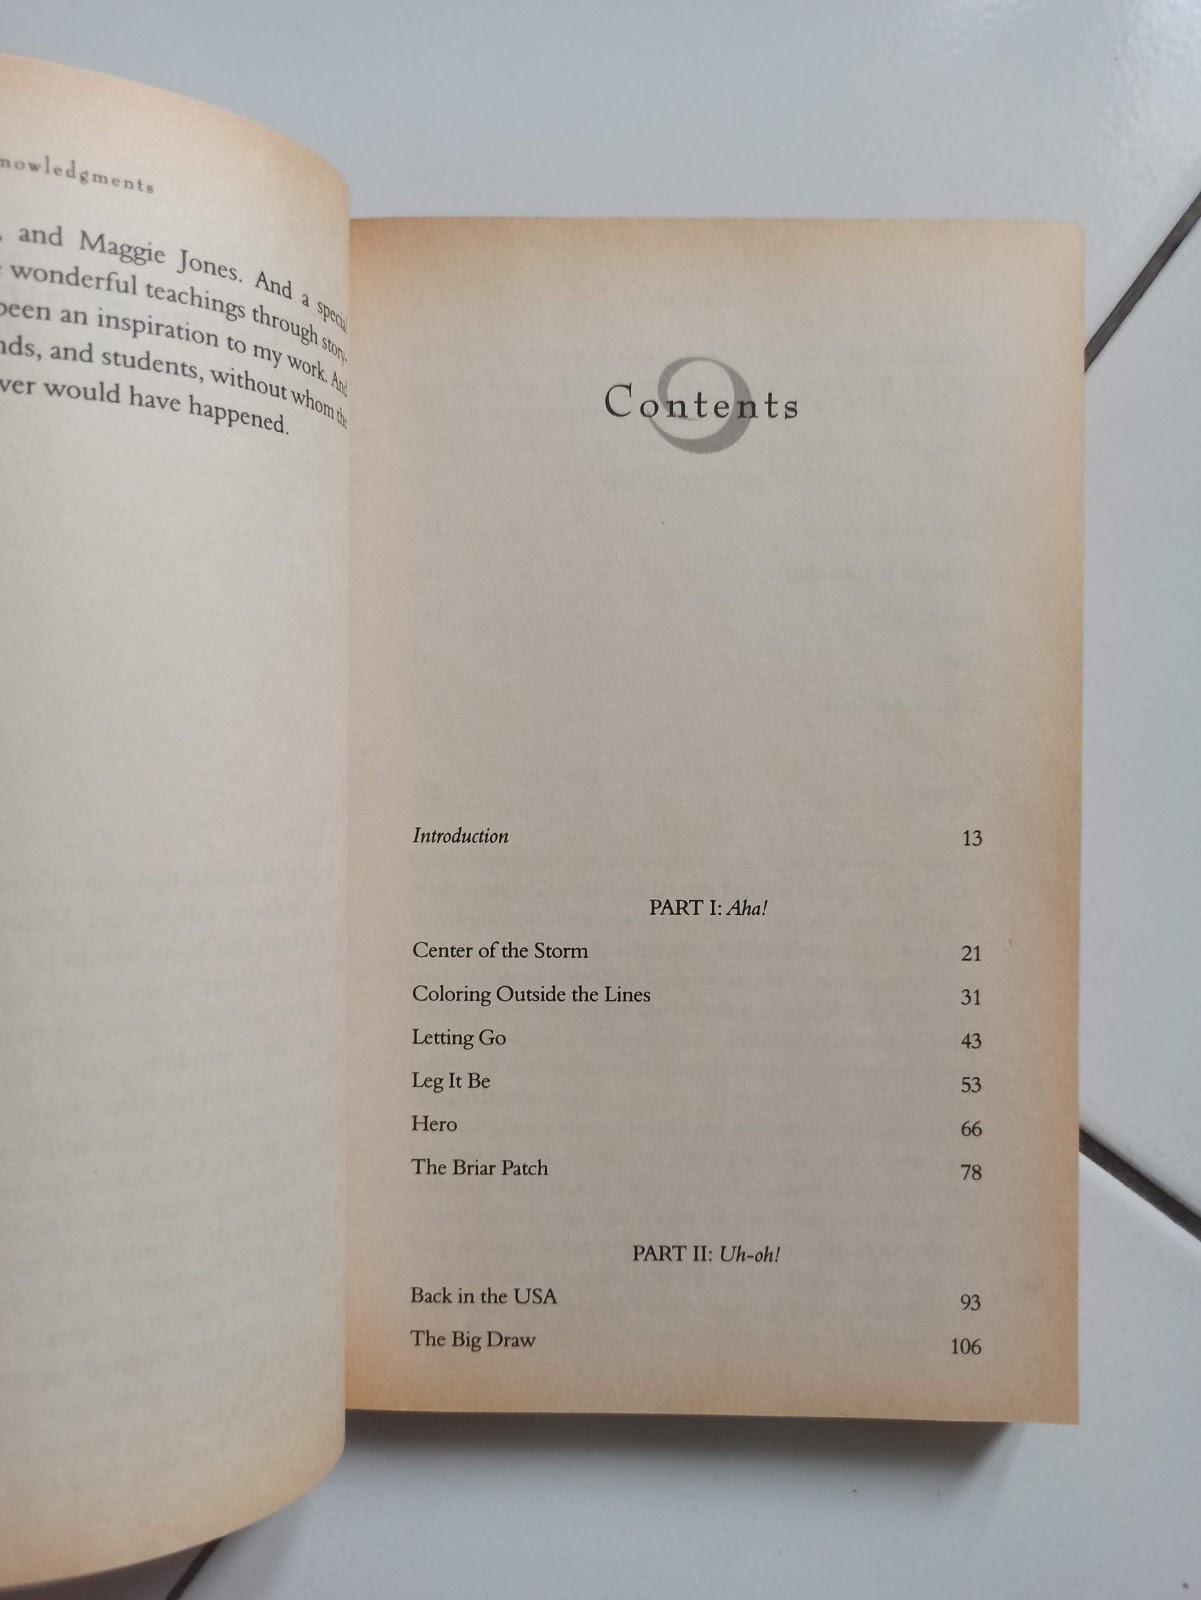 nowledgments
, and Maggie Jones. And a special
wonderful teachings through story-
been an inspiration to my work. And
nds, and students, without whom the
ver would have happened.
Contents
Introduction 13
PART I: Aha!
Center of the Storm 21
Coloring Outside the Lines 31
Letting Go 43
Leg It Be 53
Hero 66
The Briar Patch 78
PART II: Uh-oh!
Back in the USA 93
The Big Draw 106